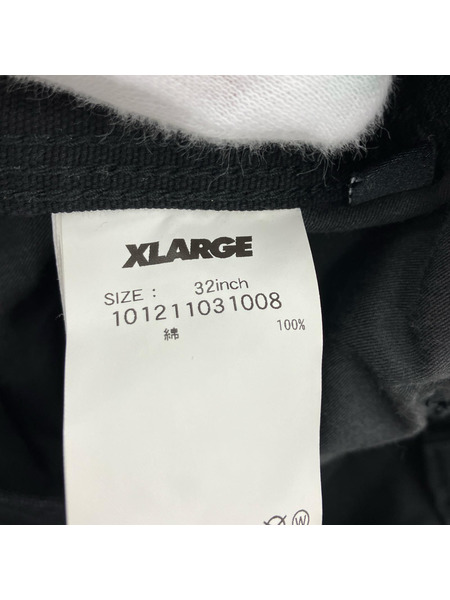 XLARGE
SIZE : 32inch
101211031008
綿 100%
W